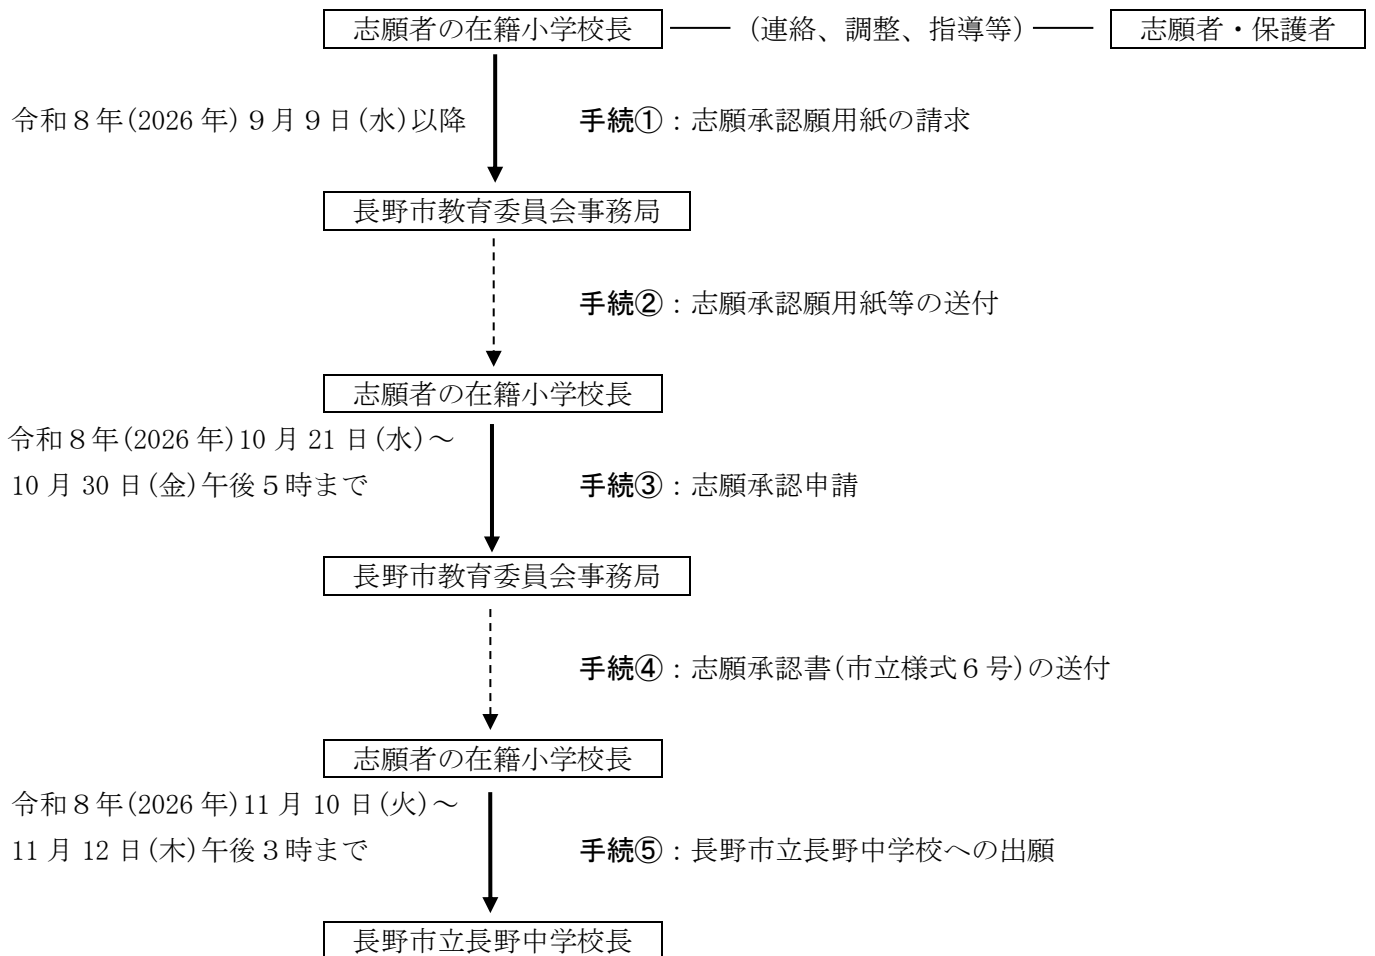 志願者の在籍小学校長 (連絡、調整、指導等) 志願者・保護者
令和８年(2026 年)９月９日(水)以降 手続①：志願承認願用紙の請求
長野市教育委員会事務局
手続②：志願承認願用紙等の送付
志願者の在籍小学校長
令和８年(2026 年)10 月 21 日(水)～
10 月 30 日(金)午後５時まで 手続③：志願承認申請
長野市教育委員会事務局
手続④：志願承認書(市立様式６号)の送付
志願者の在籍小学校長
令和８年(2026 年)11 月 10 日(火)～
11 月 12 日(木)午後３時まで 手続⑤：長野市立長野中学校への出願
長野市立長野中学校長